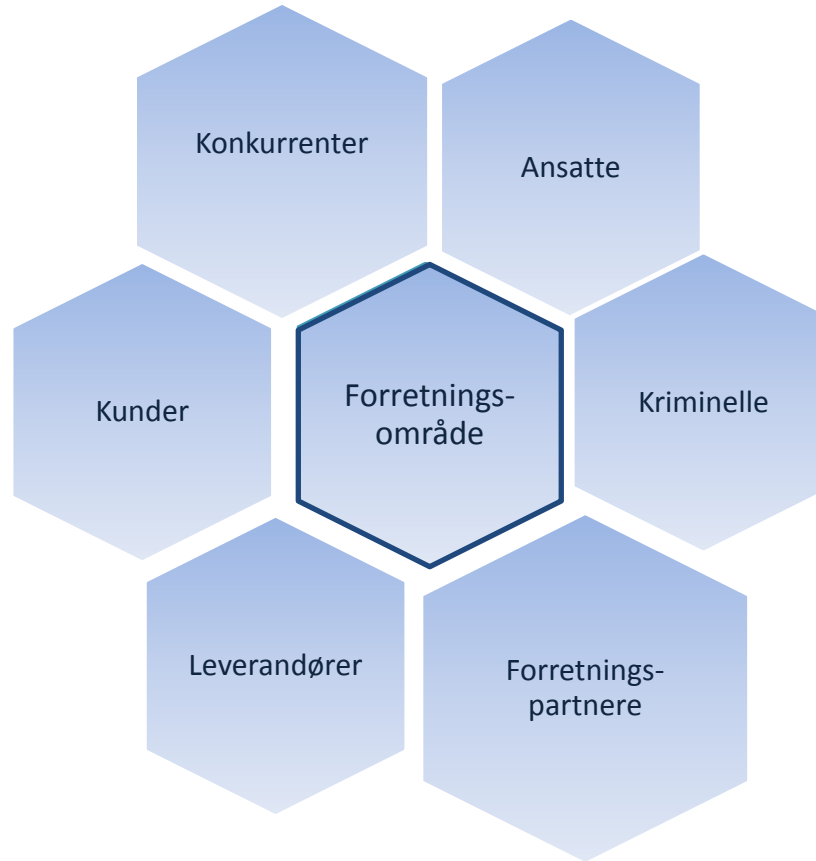 Konkurrenter
Ansatte
Kunder
Forretnings-
område
Kriminelle
Leverandører
Forretnings-
partnere